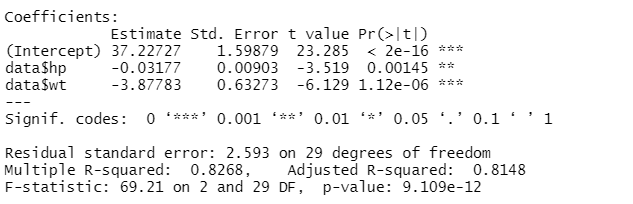 Coefficients:
Estimate Std. Error t value Pr(>|t|)
(Intercept) 37.22727 1.59879 23.285 < 2e-16 ***
data$hp -0.03177 0.00903 -3.519 0.00145 **
data$wt -3.87783 0.63273 -6.129 1.12e-06 ***
---
Signif. codes: 0 ‘***’ 0.001 ‘**’ 0.01 ‘*’ 0.05 ‘.’ 0.1 ‘ ’ 1
Residual standard error: 2.593 on 29 degrees of freedom
Multiple R-squared: 0.8268, Adjusted R-squared: 0.8148
F-statistic: 69.21 on 2 and 29 DF, p-value: 9.109e-12